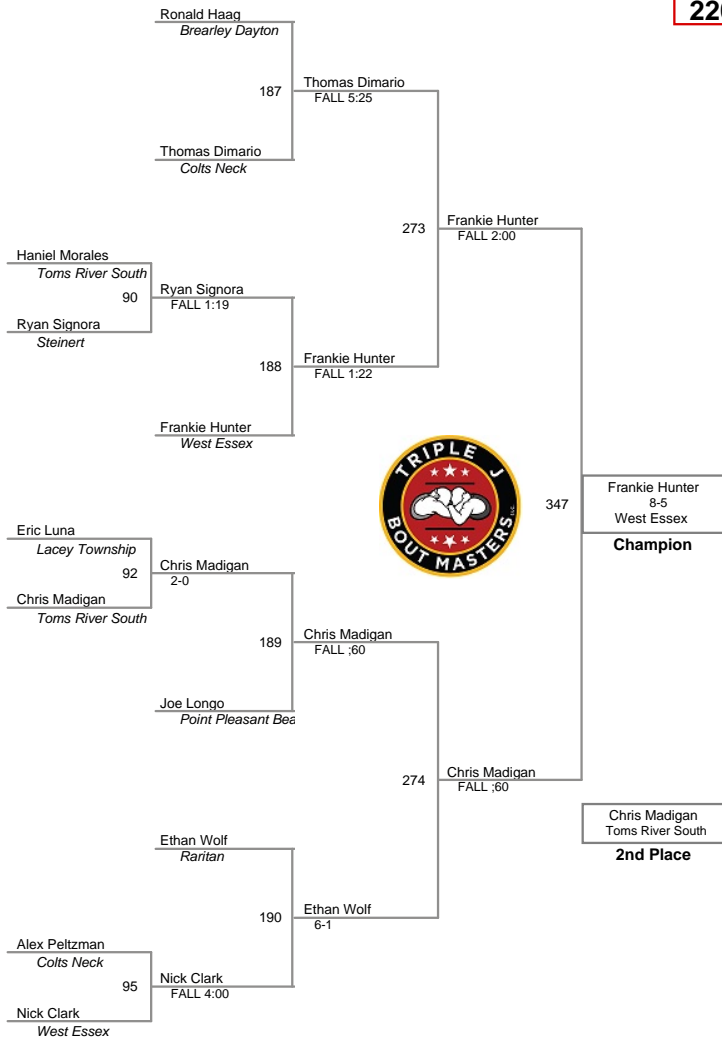 220
Ronald Haag
Brearley Dayton
187
Thomas Dimario
FALL 5:25
Thomas Dimario
Colts Neck
273
Frankie Hunter
FALL 2:00
Haniel Morales
Toms River South
90
Ryan Signora
FALL 1:19
Ryan Signora
Steinert
188
Frankie Hunter
FALL 1:22
Frankie Hunter
West Essex
TRIPLE J
BOUT MASTERS
347
Frankie Hunter
8-5
West Essex
Champion
Eric Luna
Lacey Township
92
Chris Madigan
2-0
Chris Madigan
Toms River South
189
Chris Madigan
FALL ;60
Joe Longo
Point Pleasant Bea
274
Chris Madigan
FALL ;60
Chris Madigan
Toms River South
2nd Place
Ethan Wolf
Raritan
190
Ethan Wolf
6-1
Alex Peltzman
Colts Neck
95
Nick Clark
FALL 4:00
Nick Clark
West Essex